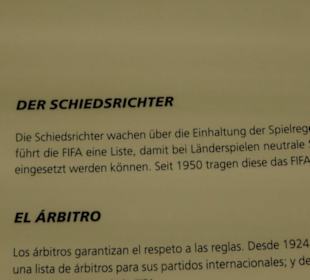 DER SCHIEDSRICHTER
Die Schiedsrichter wachen über die Einhaltung der Spielreg
führt die FIFA eine Liste, damit bei Länderspielen neutrale
eingesetzt werden können. Seit 1950 tragen diese das FIFA
EL ÁRBITRO
Los árbitros garantizan el respeto a las reglas. Desde 1924
una lista de árbitros para sus partidos internacionales; y de